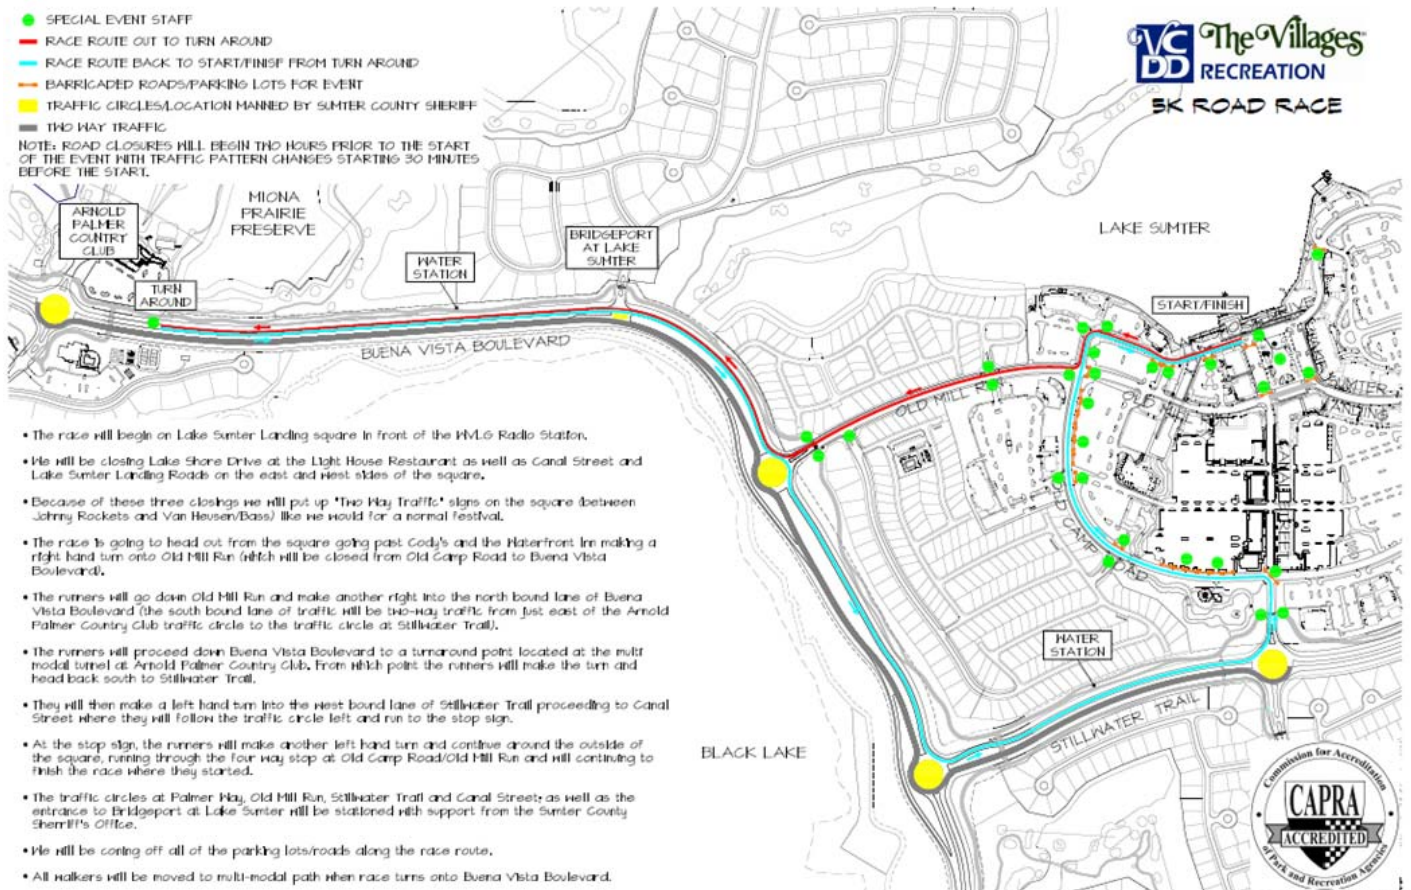 SPECIAL EVENT STAFF
RACE ROUTE OUT TO TURN AROUND
RACE ROUTE BACK TO START/FINISF FROM TURN AROUND
BARRICADED ROADS/PARKING LOTS FOR EVENT
TRAFFIC CIRCLES/LOCATION MANNED BY SUMTER COUNTY SHERIFF
TWO WAY TRAFFIC
NOTE: ROAD CLOSURES WILL BEGIN TWO HOURS PRIOR TO THE START
OF THE EVENT WITH TRAFFIC PATTERN CHANGES STARTING 30 MINUTES
BEFORE THE START.
VC
DD
The Villages
RECREATION
5K ROAD RACE
ARNOLD
PALMER
COUNTRY
CLUB
MIONA
PRAIRIE
PRESERVE
TURN
AROUND
WATER
STATION
BRIDGEPORT
AT LAKE
SUMTER
LAKE SUMTER
START/FINISH
BUENA VISTA BOULEVARD
OLD MILL
SUMTER
LANDING
CAMP ROAD
WATER
STATION
STILLWATER TRAIL
BLACK LAKE
• The race will begin on Lake Sumter Landing square in front of the WVLG Radio Station.
• We will be closing Lake Shore Drive at the Light House Restaurant as well as Canal Street and
Lake Sumter Landing Roads on the east and west sides of the square.
• Because of these three closings we will put up "Two Way Traffic" signs on the square (between
Johnny Rockets and Van Heusen/Bass) like we would for a normal festival.
• The race is going to head out from the square going past Cody's and the Waterfront Inn making a
right hand turn onto Old Mill Run (which will be closed from Old Camp Road to Buena Vista
Boulevard).
• The runners will go down Old Mill Run and make another right into the north bound lane of Buena
Vista Boulevard (the south bound lane of traffic will be two-way traffic from just east of the Arnold
Palmer Country Club traffic circle to the traffic circle at Stillwater Trail).
• The runners will proceed down Buena Vista Boulevard to a turnaround point located at the multi
modal tunnel at Arnold Palmer Country Club. From which point the runners will make the turn and
head back south to Stillwater Trail.
• They will then make a left hand turn into the west bound lane of Stillwater Trail proceeding to Canal
Street where they will follow the traffic circle left and run to the stop sign.
• At the stop sign, the runners will make another left hand turn and continue around the outside of
the square, running through the four way stop at Old Camp Road/Old Mill Run and will continuing to
finish the race where they started.
• The traffic circles at Palmer Way, Old Mill Run, Stillwater Trail and Canal Street; as well as the
entrance to Bridgeport at Lake Sumter will be stationed with support from the Sumter County
Sherriff's Office.
• We will be coning off all of the parking lots/roads along the race route.
• All walkers will be moved to multi-modal path when race turns onto Buena Vista Boulevard.
Commission for Accreditation
CAPRA
ACCREDITED
of Park and Recreation Agencies